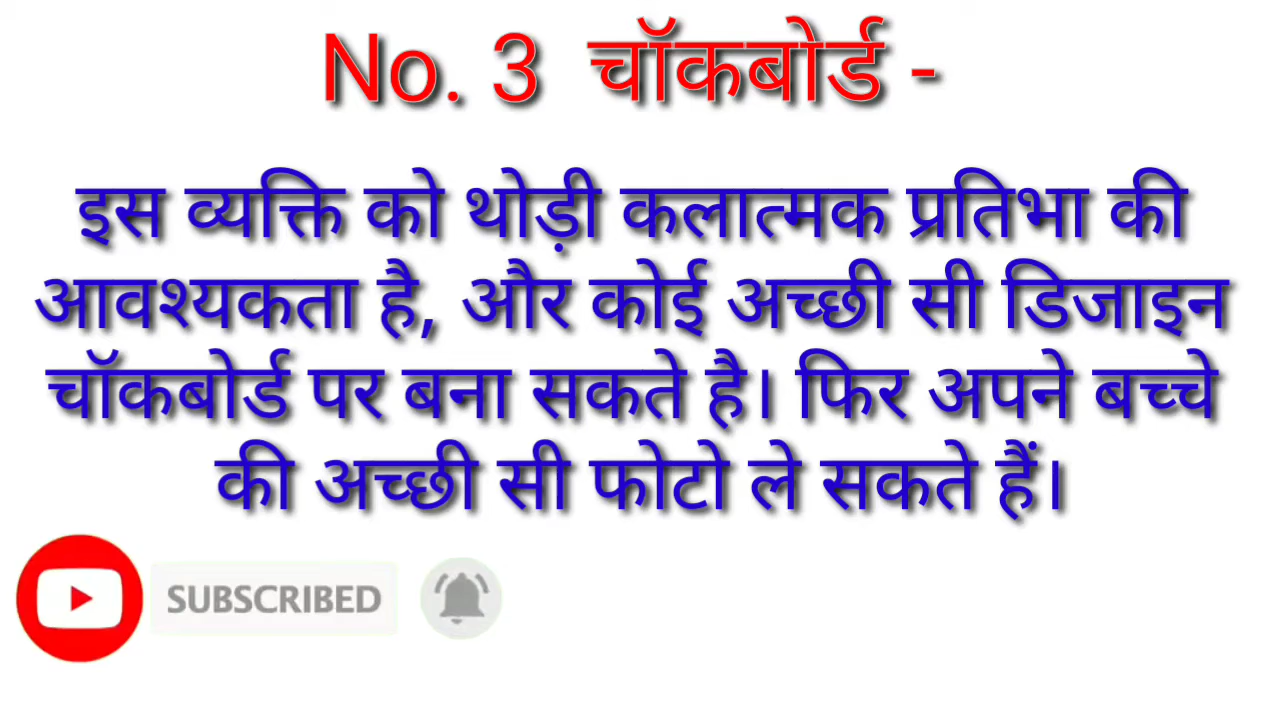 No. 3 चॉकबोर्ड -
इस व्यक्ति को थोड़ी कलात्मक प्रतिभा की
आवश्यकता है, और कोई अच्छी सी डिजाइन
चॉकबोर्ड पर बना सकते है। फिर अपने बच्चे
की अच्छी सी फोटो ले सकते हैं।
SUBSCRIBED